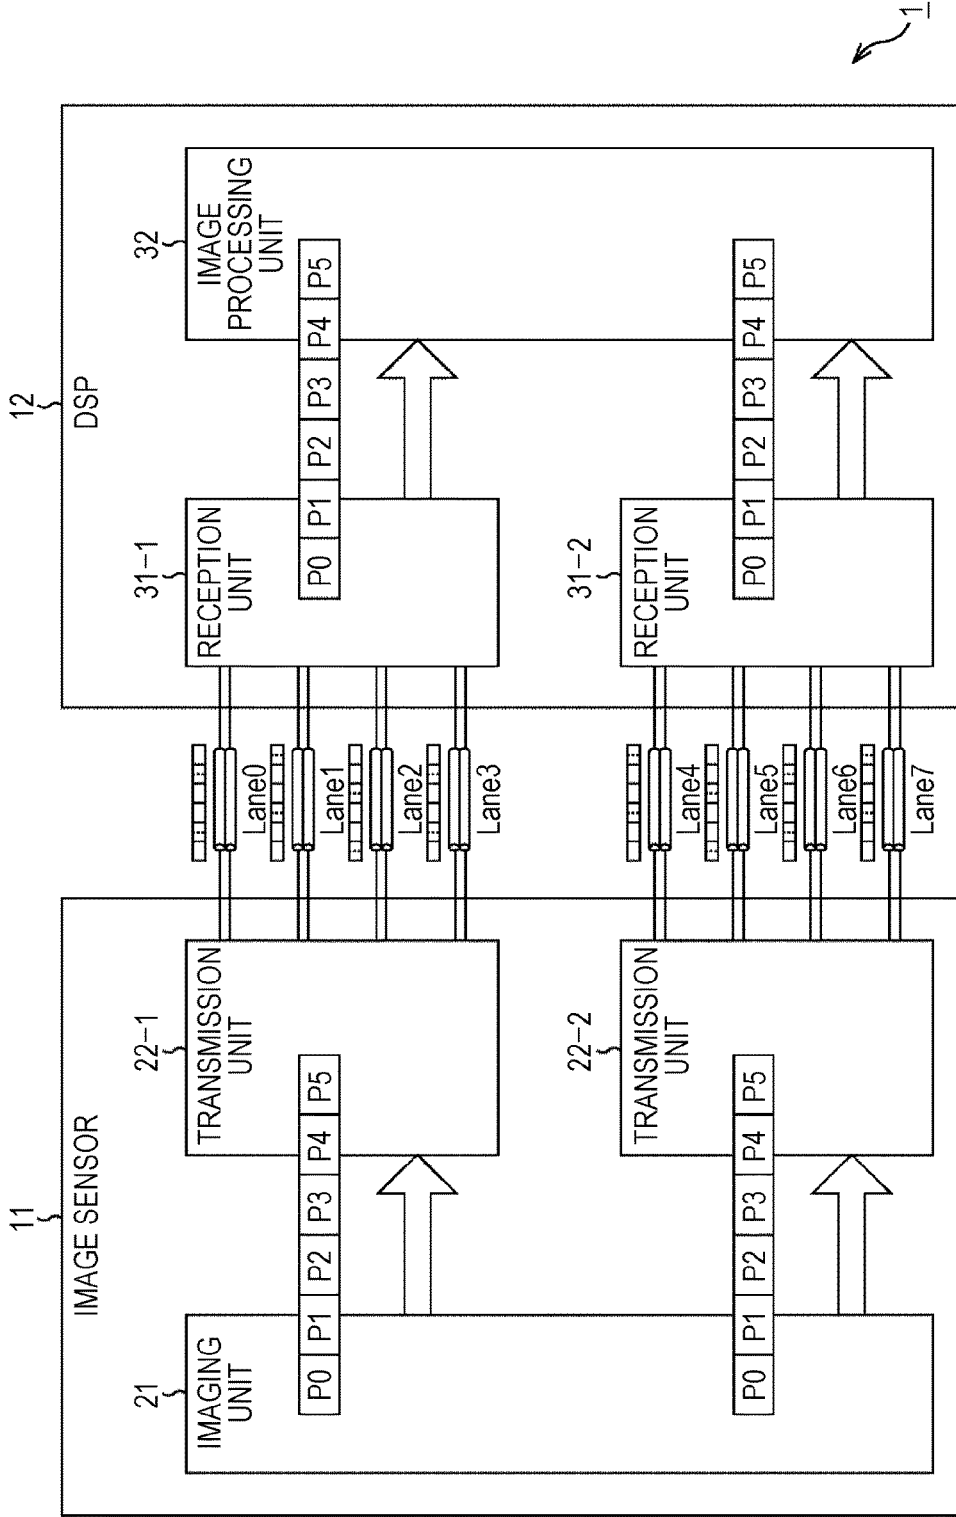 1
11
IMAGE SENSOR
12
DSP
21
IMAGING
UNIT
22-1
TRANSMISSION
UNIT
31-1
RECEPTION
UNIT
32
IMAGE
PROCESSING
UNIT
P0 P1 P2 P3 P4 P5
P0 P1 P2 P3 P4 P5
Lane0
Lane1
Lane2
Lane3
22-2
TRANSMISSION
UNIT
31-2
RECEPTION
UNIT
P0 P1 P2 P3 P4 P5
P0 P1 P2 P3 P4 P5
Lane4
Lane5
Lane6
Lane7